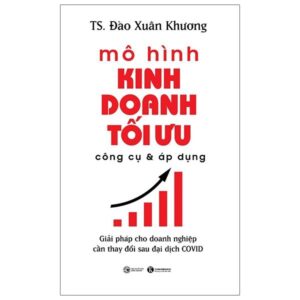 TS. Đào Xuân Khương
mô hình
KINH
DOANH
TỐI ƯU
công cụ & áp dụng
Giải pháp cho doanh nghiệp
cần thay đổi sau đại dịch COVID